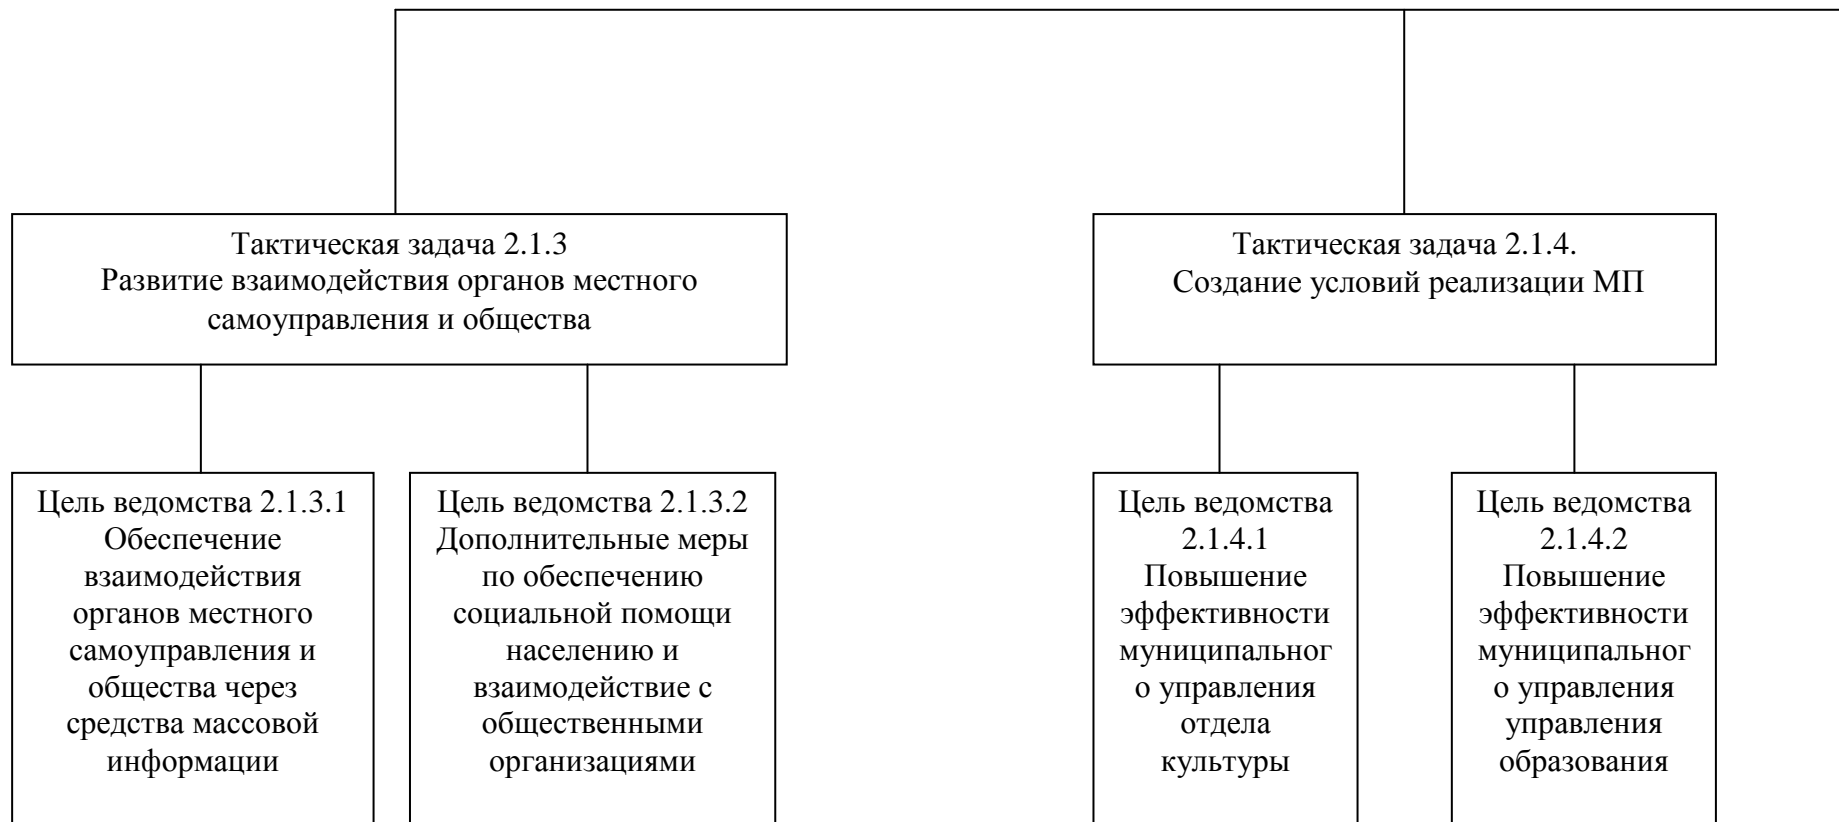 Тактическая задача 2.1.3
Развитие взаимодействия органов местного
самоуправления и общества
Тактическая задача 2.1.4.
Создание условий реализации МП
Цель ведомства 2.1.3.1
Обеспечение
взаимодействия
органов местного
самоуправления и
общества через
средства массовой
информации
Цель ведомства 2.1.3.2
Дополнительные меры
по обеспечению
социальной помощи
населению и
взаимодействие с
общественными
организациями
Цель ведомства
2.1.4.1
Повышение
эффективности
муниципальног
о управления
отдела
культуры
Цель ведомства
2.1.4.2
Повышение
эффективности
муниципальног
о управления
управления
образования